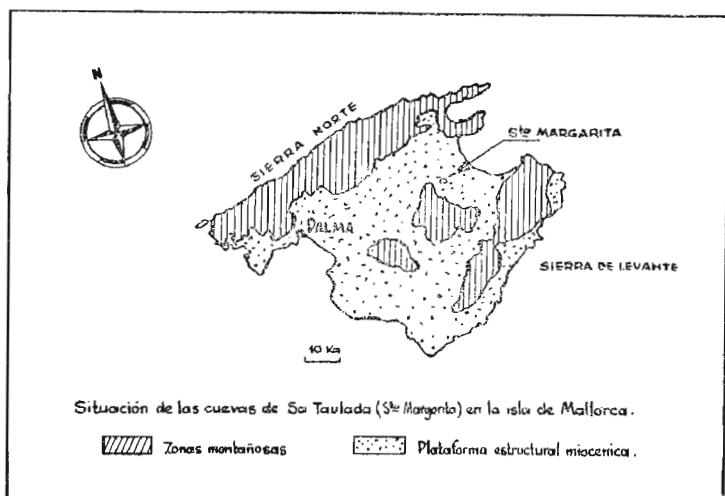 N
SIERRA NORTE
Sta MARGARITA
PALMA
SIERRA DE LEVANTE
10 Km
Situación de las cuevas de Sa Taulada (Sta Margarita) en la isla de Mallorca.
Zonas montañosas
Plataforma estructural miocenica.